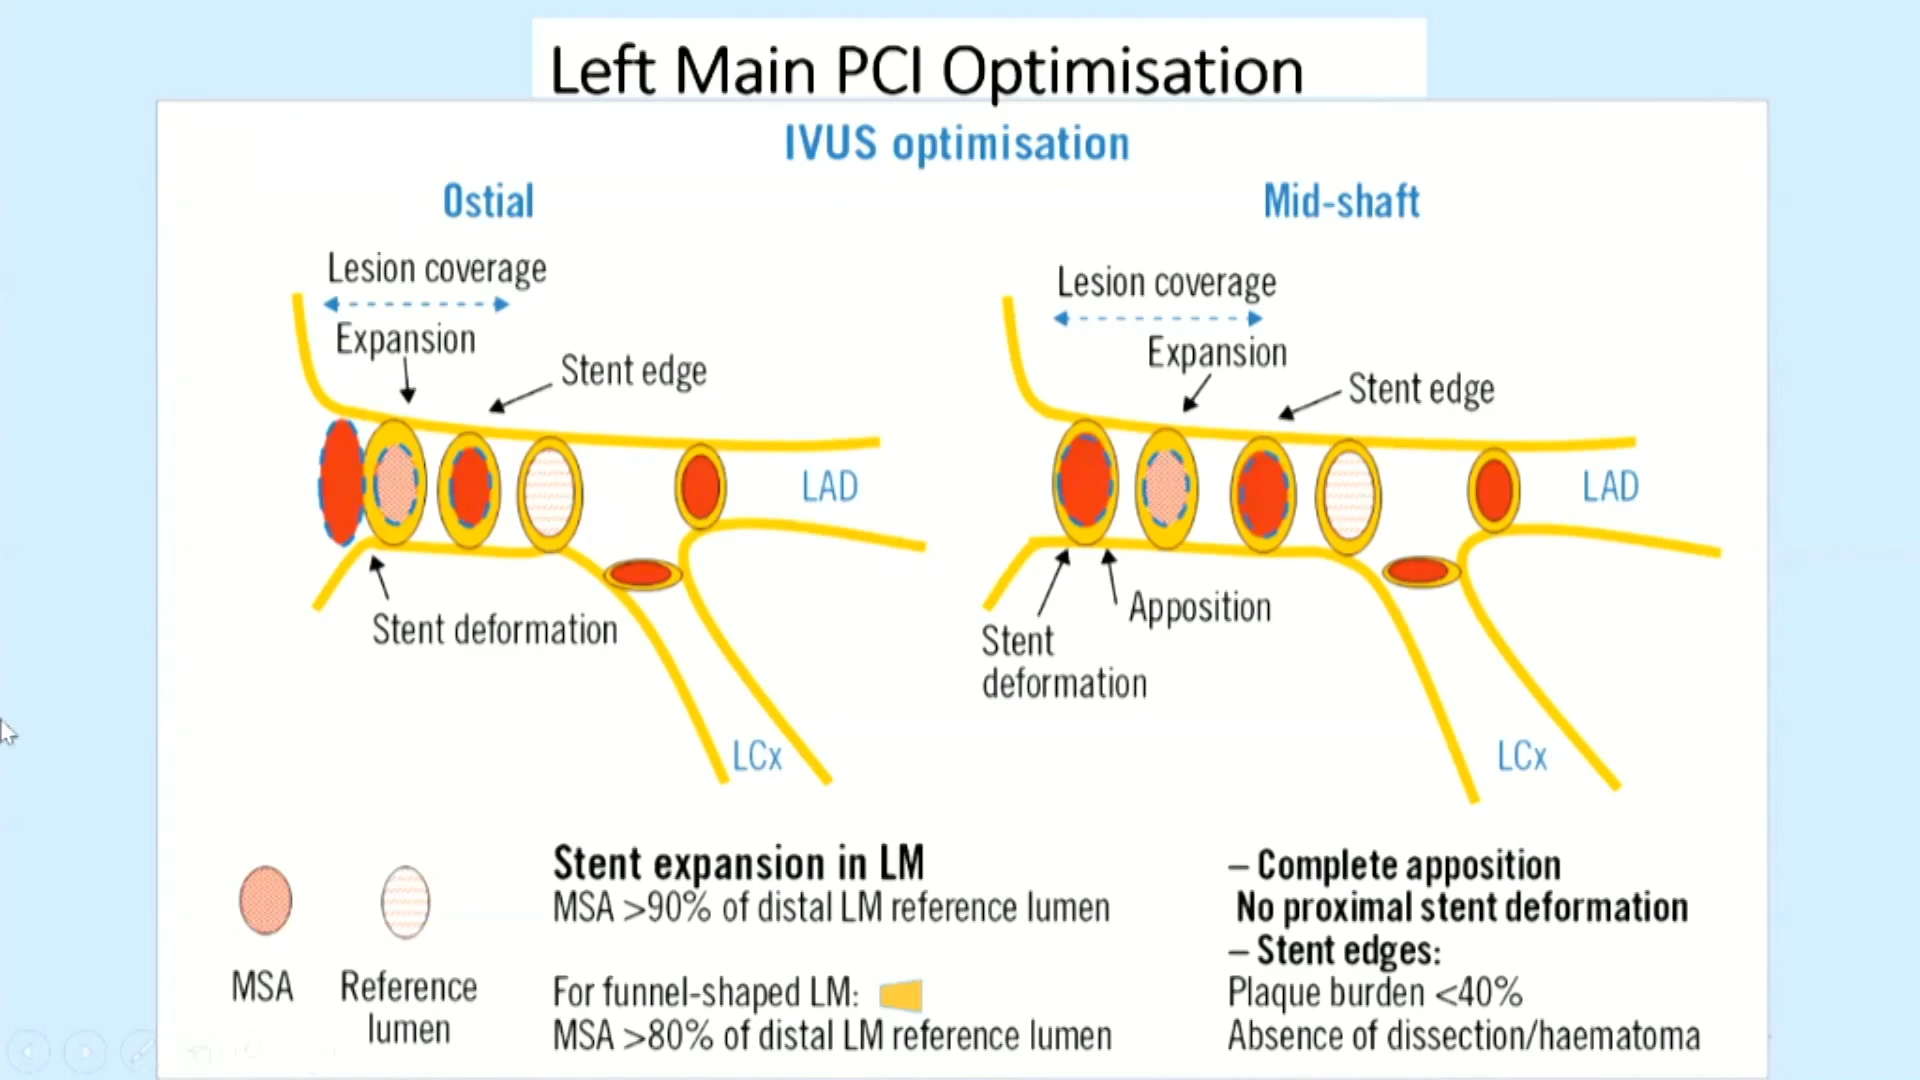 Left Main PCI Optimisation
IVUS optimisation
Ostial
Lesion coverage
Expansion
Stent edge
LAD
Stent deformation
LCx
Mid-shaft
Lesion coverage
Expansion
Stent edge
LAD
Apposition
Stent
deformation
LCx
MSA
Reference
lumen
Stent expansion in LM
MSA >90% of distal LM reference lumen
For funnel-shaped LM:
MSA >80% of distal LM reference lumen
– Complete apposition
No proximal stent deformation
– Stent edges:
Plaque burden <40%
Absence of dissection/haematoma